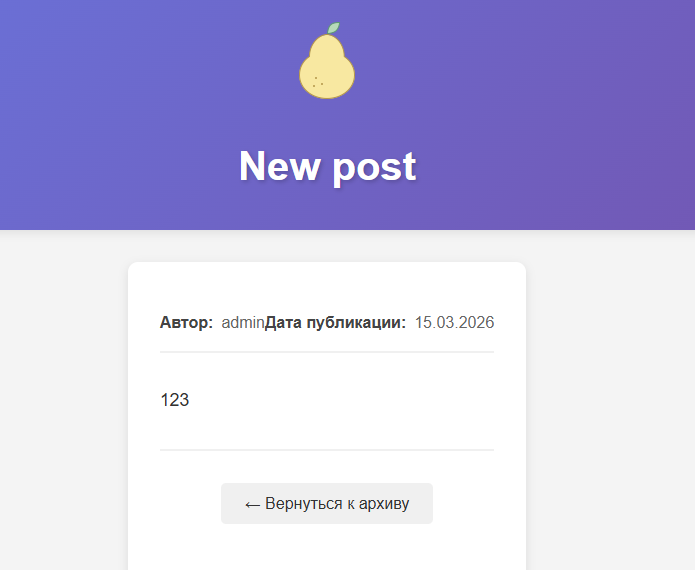 New post
Автор: adminДата публикации: 15.03.2026
123
← Вернуться к архиву